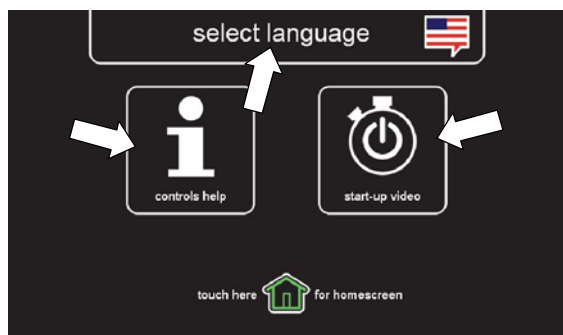 select language
controls help
start-up video
touch here for homescreen